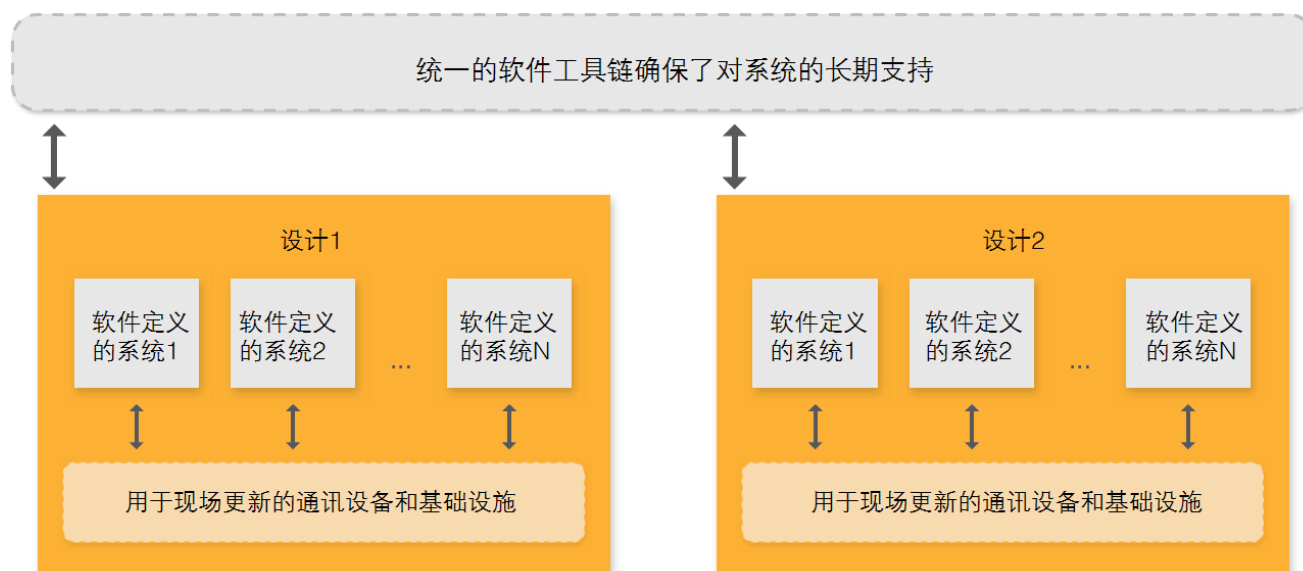 统一的软件工具链确保了对系统的长期支持
设计1
软件定义
的系统1
软件定义
的系统2
...
软件定义
的系统N
用于现场更新的通讯设备和基础设施
设计2
软件定义
的系统1
软件定义
的系统2
...
软件定义
的系统N
用于现场更新的通讯设备和基础设施